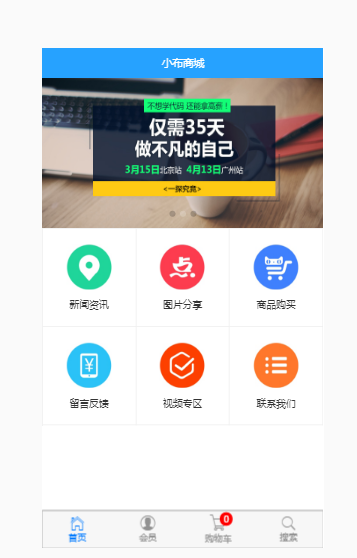 小布商城
不想学代码 还能拿高薪！
仅需35天
做不凡的自己
3月15日北京站 4月13日广州站
<一探究竟>
新闻资讯 图片分享 商品购买
留言反馈 视频专区 联系我们
0
首页 会员 购物车 搜索